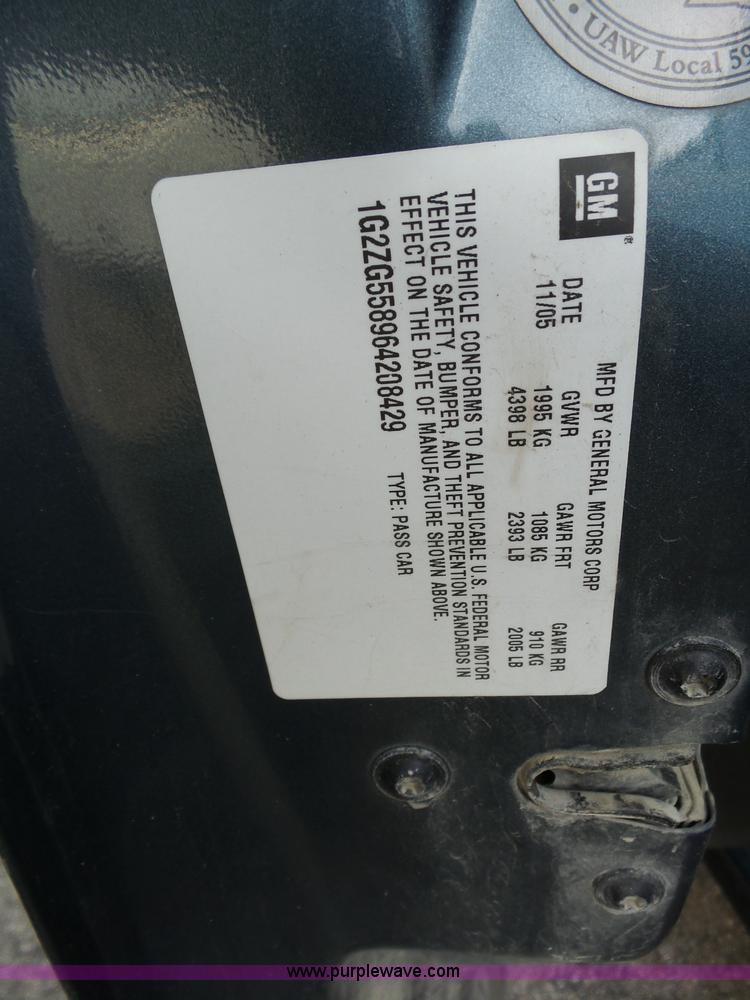 UAW Local 59
GM
MFD BY GENERAL MOTORS CORP
DATE GVWR GAWR FRT GAWR RR
11/05 1995 KG 1085 KG 910 KG
4398 LB 2393 LB 2005 LB
THIS VEHICLE CONFORMS TO ALL APPLICABLE U.S. FEDERAL MOTOR
VEHICLE SAFETY, BUMPER, AND THEFT PREVENTION STANDARDS IN
EFFECT ON THE DATE OF MANUFACTURE SHOWN ABOVE.
1G2ZG558964208429 TYPE: PASS CAR
www.purplewave.com